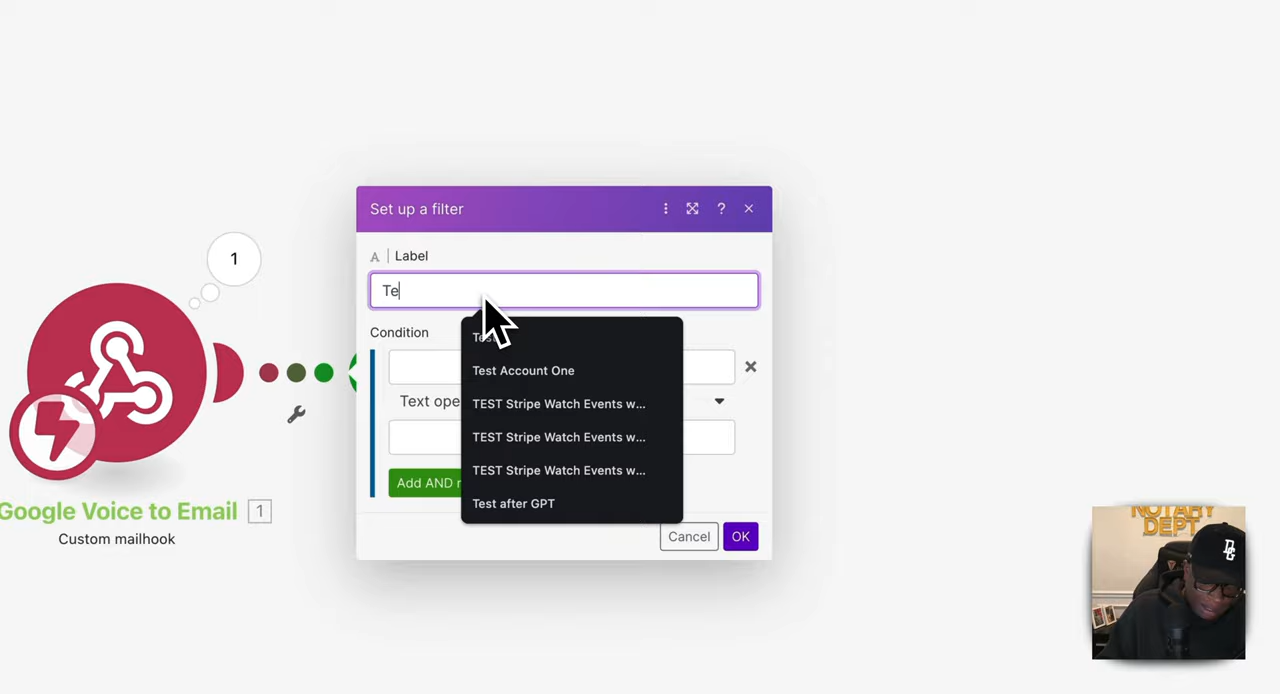 Set up a filter
?
A
Label
Te
Condition
Text ope
Add AND r
Test Account One
TEST Stripe Watch Events w...
TEST Stripe Watch Events w...
TEST Stripe Watch Events w...
Test after GPT
Cancel
OK
1
Google Voice to Email
1
Custom mailhook
NOTARY
DEPT